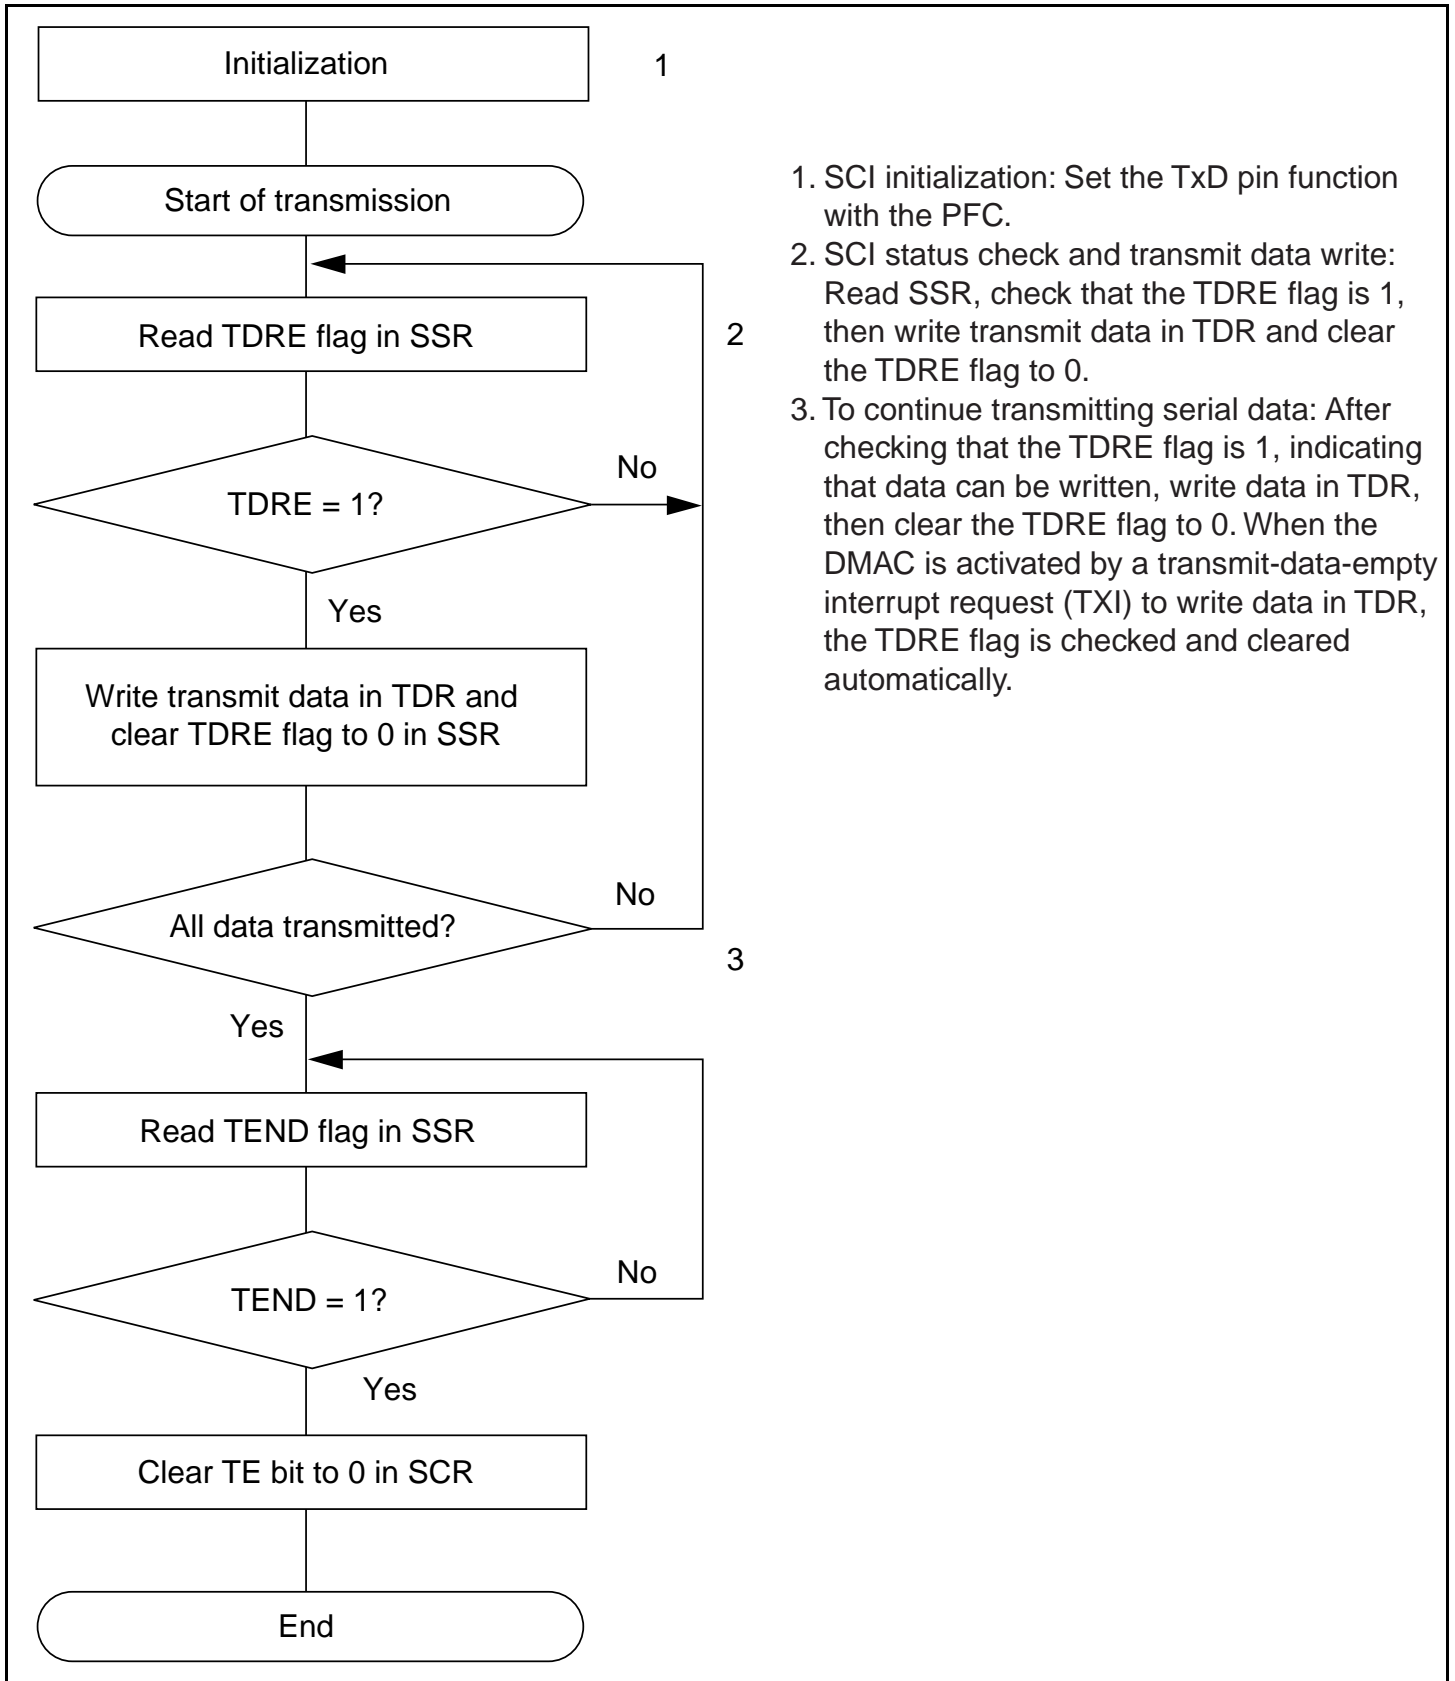 Initialization
1
Start of transmission
Read TDRE flag in SSR
2
TDRE = 1?
No
Yes
Write transmit data in TDR and
clear TDRE flag to 0 in SSR
All data transmitted?
No
3
Yes
Read TEND flag in SSR
TEND = 1?
No
Yes
Clear TE bit to 0 in SCR
End
1. SCI initialization: Set the TxD pin function
with the PFC.
2. SCI status check and transmit data write:
Read SSR, check that the TDRE flag is 1,
then write transmit data in TDR and clear
the TDRE flag to 0.
3. To continue transmitting serial data: After
checking that the TDRE flag is 1, indicating
that data can be written, write data in TDR,
then clear the TDRE flag to 0. When the
DMAC is activated by a transmit-data-empty
interrupt request (TXI) to write data in TDR,
the TDRE flag is checked and cleared
automatically.